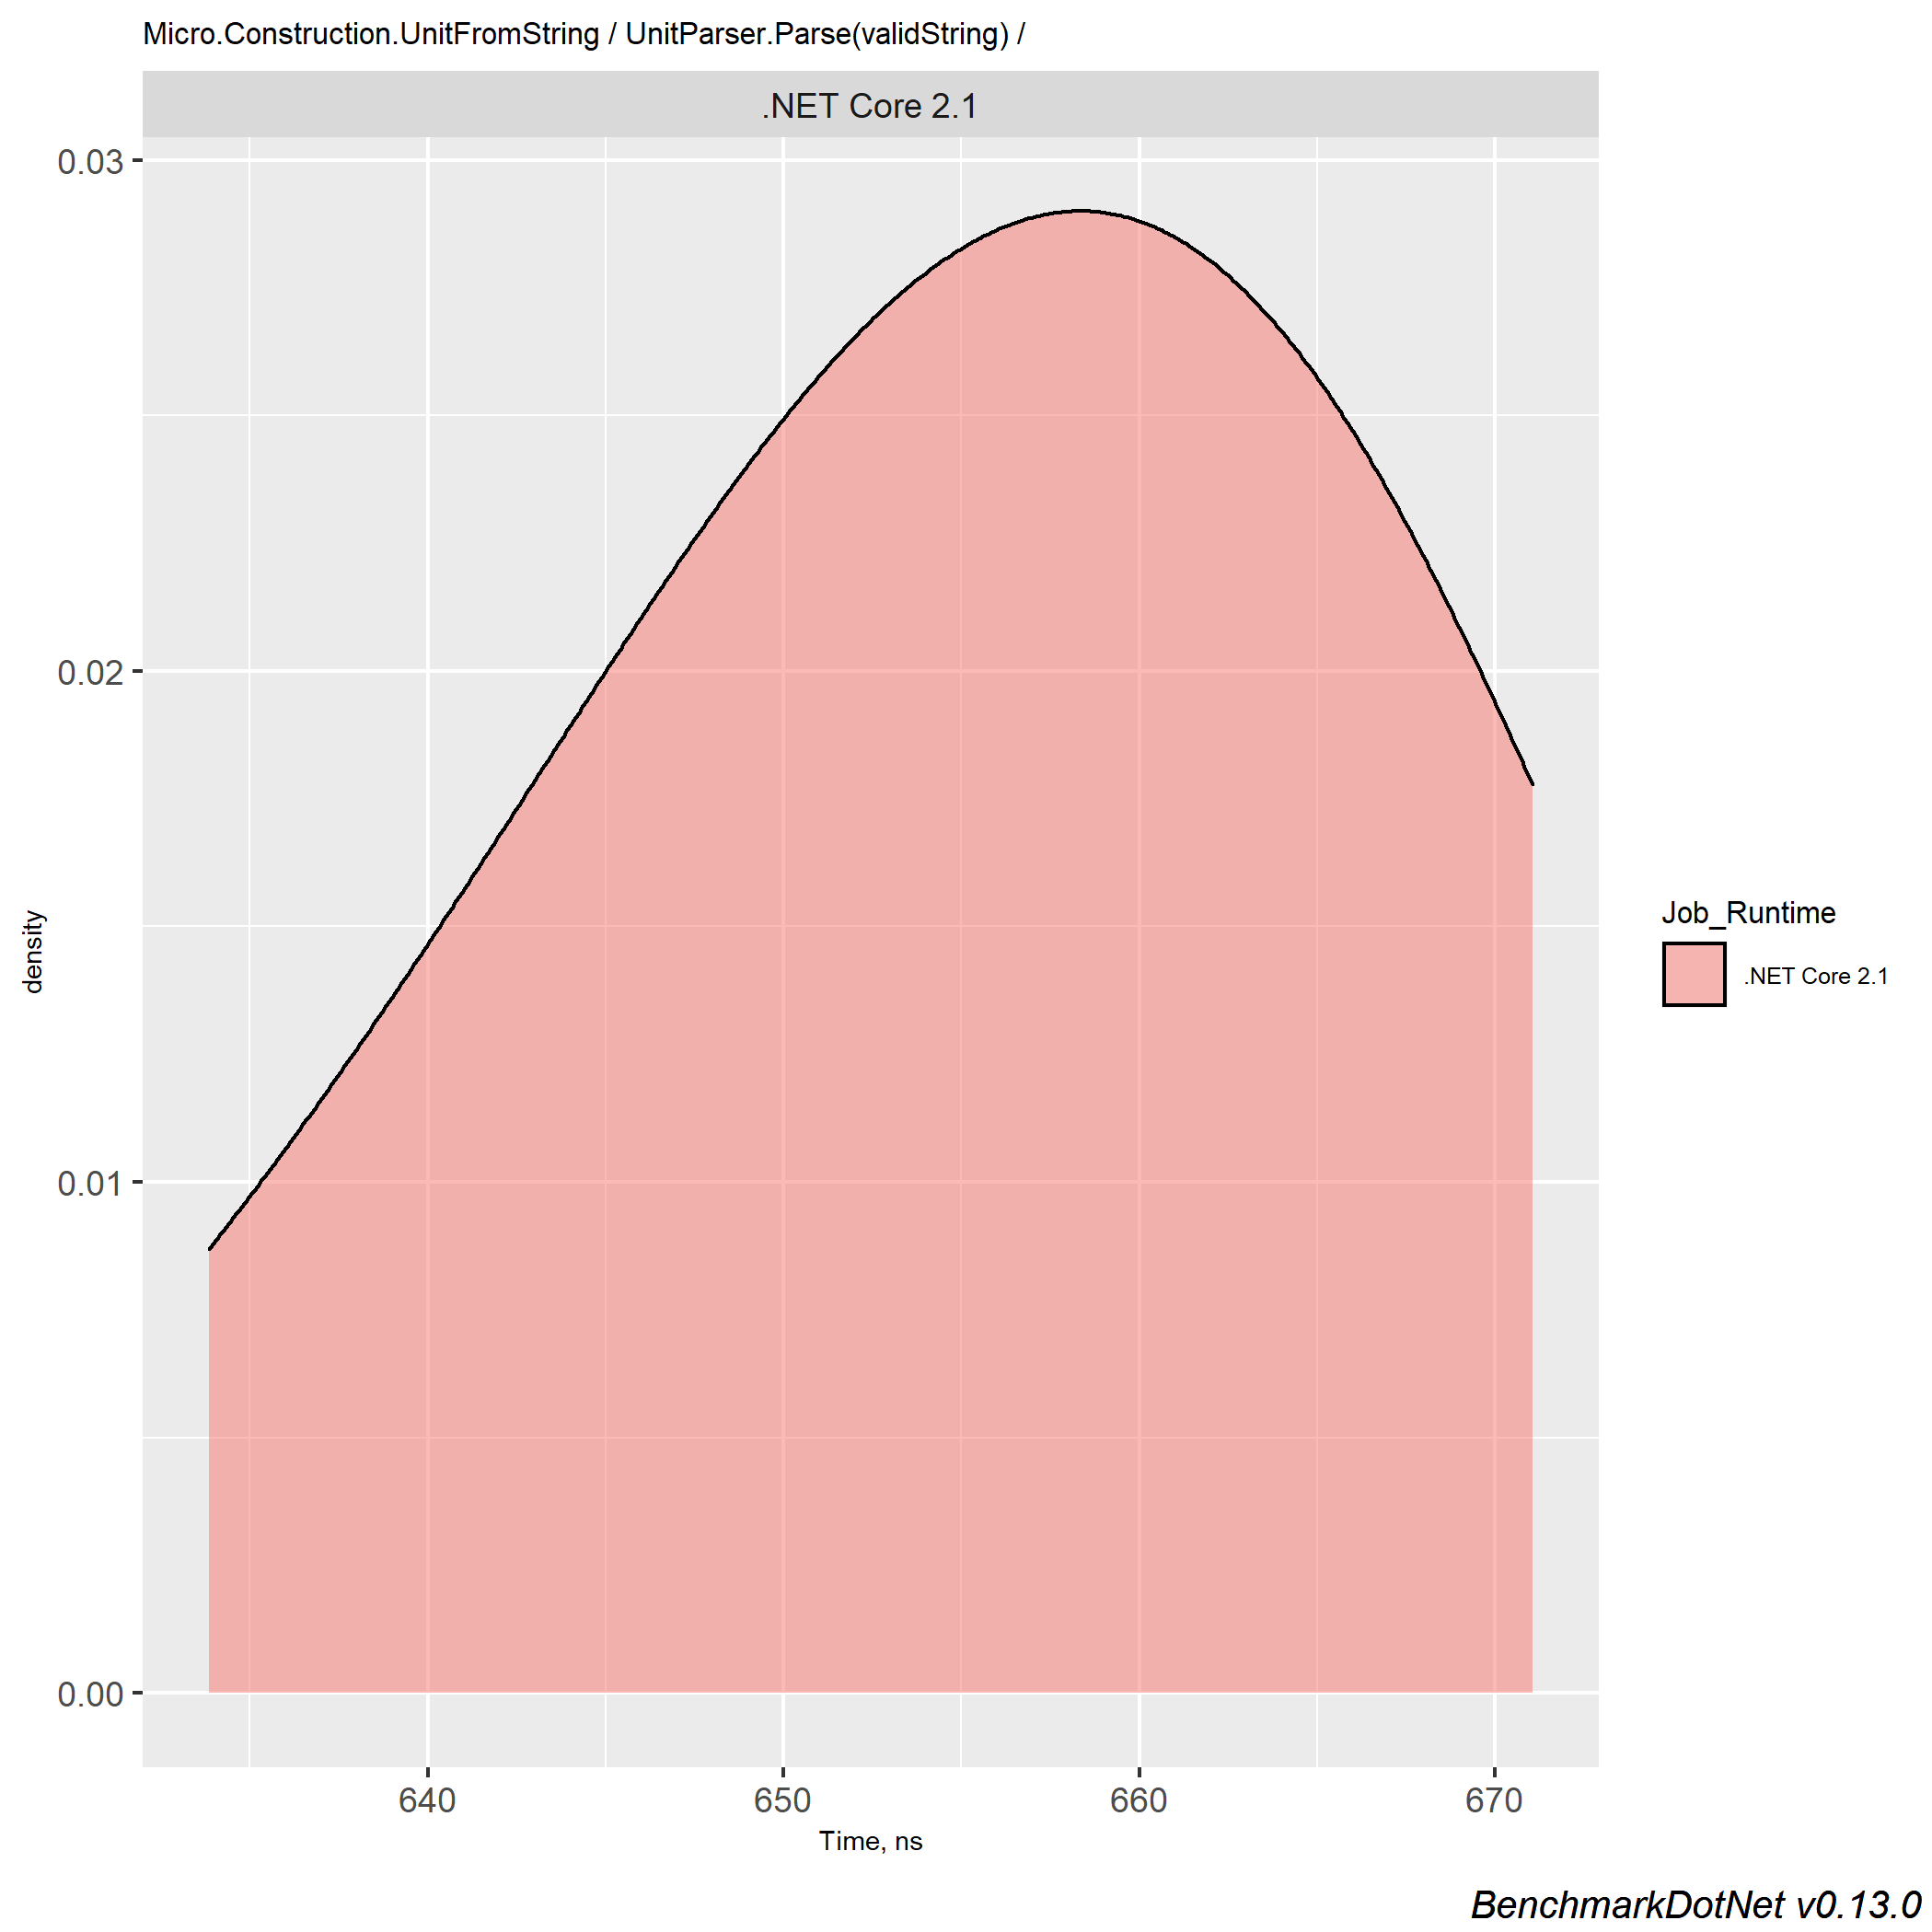 Micro.Construction.UnitFromString / UnitParser.Parse(validString) /
.NET Core 2.1
0.03
0.02
0.01
0.00
density
640 650 660 670
Time, ns
Job_Runtime
.NET Core 2.1
BenchmarkDotNet v0.13.0